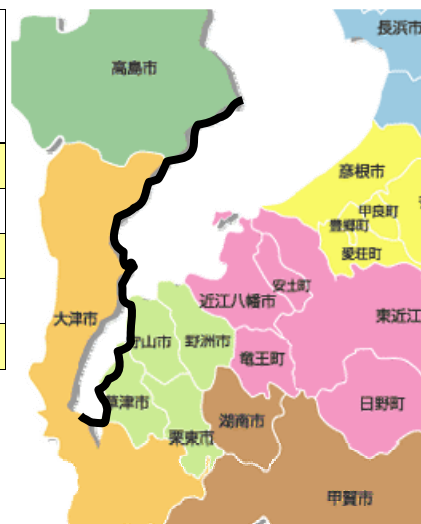 長浜市
高島市
彦根市
甲良町
豊郷町
愛荘町
安土町
近江八幡市
東近江
大津市
守山市
野洲市
竜王町
草津市
日野町
湖南市
栗東市
甲賀市